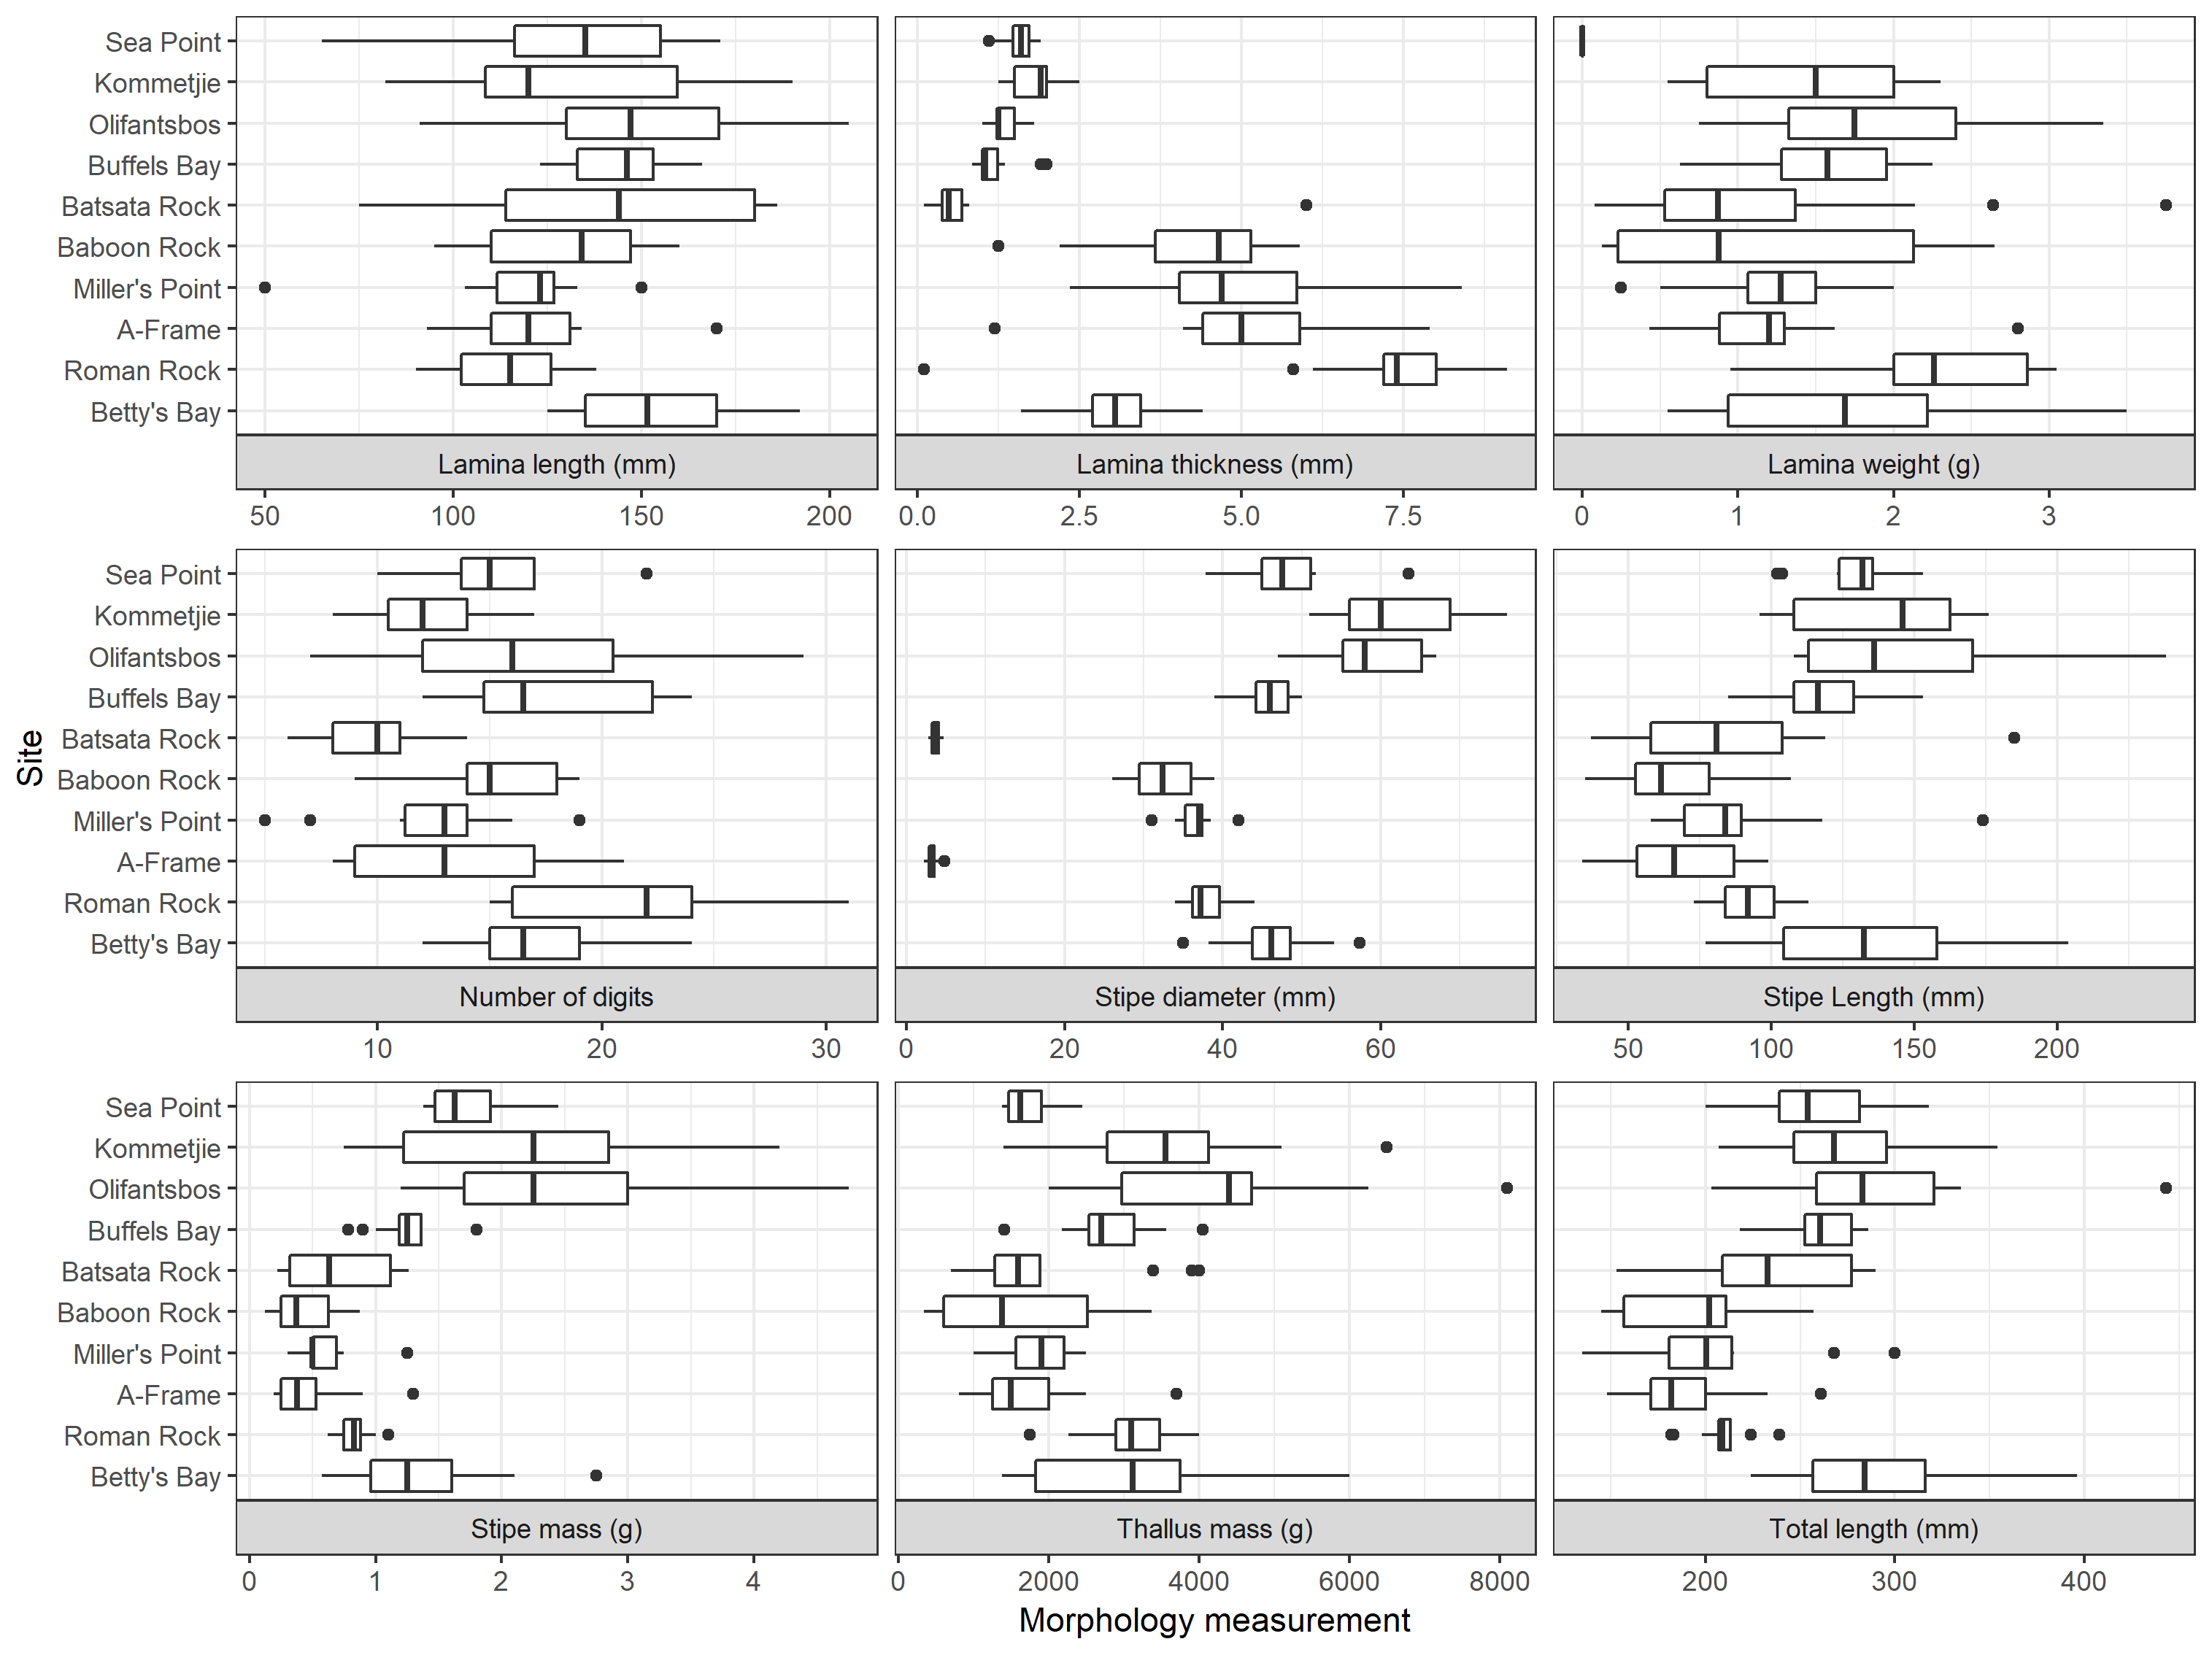 Sea Point
Kommetjie
Olifantsbos
Buffels Bay
Batsata Rock
Baboon Rock
Miller's Point
A-Frame
Roman Rock
Betty's Bay
Lamina length (mm) Lamina thickness (mm) Lamina weight (g)
50 100 150 200 0.0 2.5 5.0 7.5 0 1 2 3
Sea Point
Kommetjie
Olifantsbos
Buffels Bay
Batsata Rock
Baboon Rock
Miller's Point
A-Frame
Roman Rock
Betty's Bay
Site
Number of digits Stipe diameter (mm) Stipe Length (mm)
10 20 30 0 20 40 60 50 100 150 200
Sea Point
Kommetjie
Olifantsbos
Buffels Bay
Batsata Rock
Baboon Rock
Miller's Point
A-Frame
Roman Rock
Betty's Bay
Stipe mass (g) Thallus mass (g) Total length (mm)
0 1 2 3 4 0 2000 4000 6000 8000 200 300 400
Morphology measurement